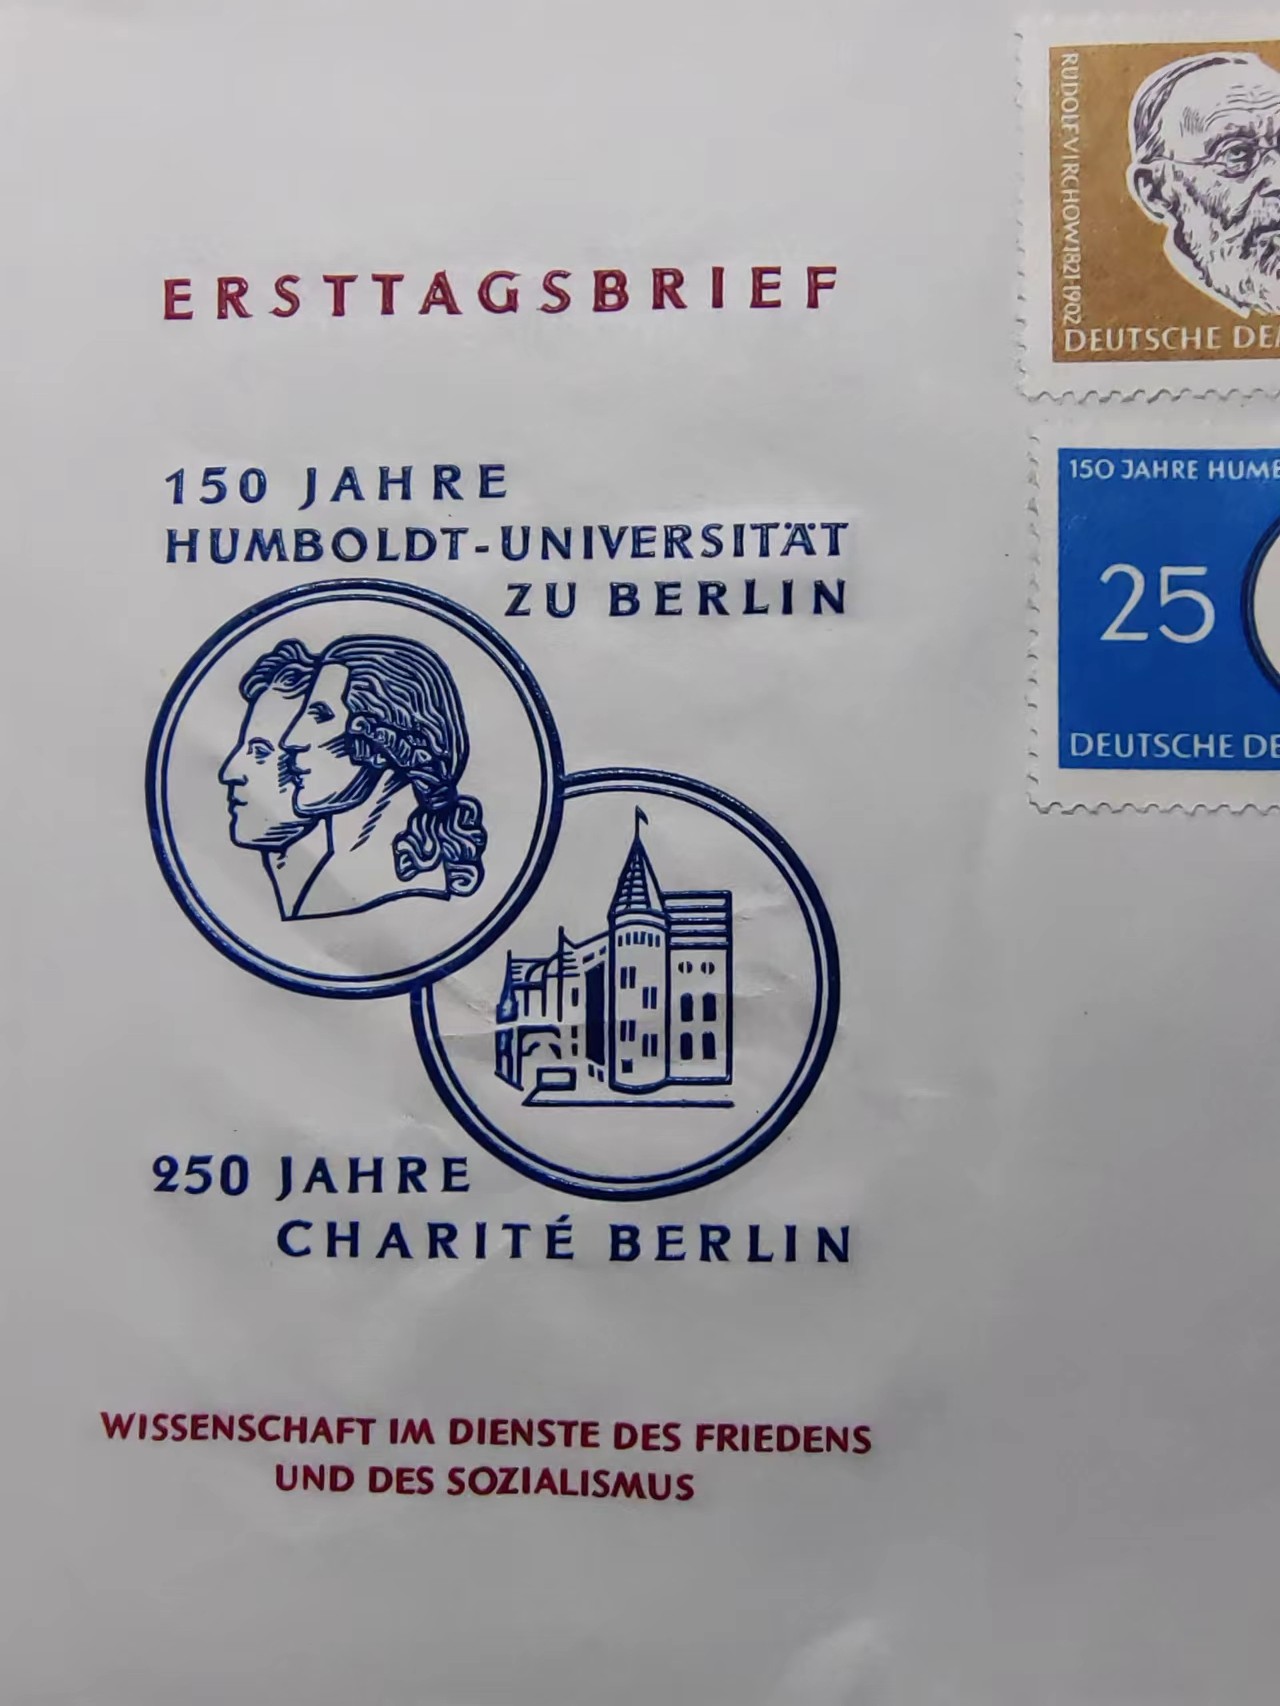 ERSTTAGSBRIEF
150 JAHRE
HUMBOLDT-UNIVERSITÄT
ZU BERLIN
250 JAHRE
CHARITÉ BERLIN
WISSENSCHAFT IM DIENSTE DES FRIEDENS
UND DES SOZIALISMUS
RUDOLF VIRCHOW 1821-1902
DEUTSCHE DE
150 JAHRE HUM
25
DEUTSCHE DE